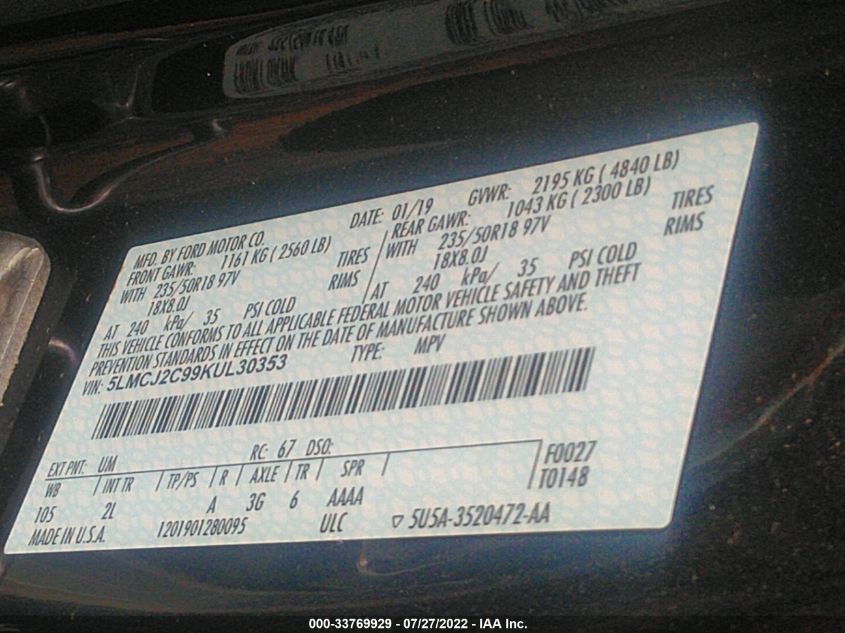 MFD. BY FORD MOTOR CO. DATE: 01/19 GVWR: 2195 KG ( 4840 LB)
FRONT GAWR: 1161 KG ( 2560 LB) REAR GAWR: 1043 KG ( 2300 LB)
WITH 235/50R18 97V TIRES WITH 235/50R18 97V TIRES
18X8.0J RIMS 18X8.0J RIMS
AT 240 kPa/ 35 PSI COLD AT 240 kPa/ 35 PSI COLD
THIS VEHICLE CONFORMS TO ALL APPLICABLE FEDERAL MOTOR VEHICLE SAFETY AND THEFT
PREVENTION STANDARDS IN EFFECT ON THE DATE OF MANUFACTURE SHOWN ABOVE.
VIN: 5LMCJ2C99KUL30353 TYPE: MPV
EXT PNT: UM RC: 67 DSO: F0027
WB INT TR TP/PS R AXLE TR SPR T0148
105 2L A 3G 6 AAAA
MADE IN U.S.A. 1201901280095 ULC ▽ 5U5A-3520472-AA
000-33769929 - 07/27/2022 - IAA Inc.